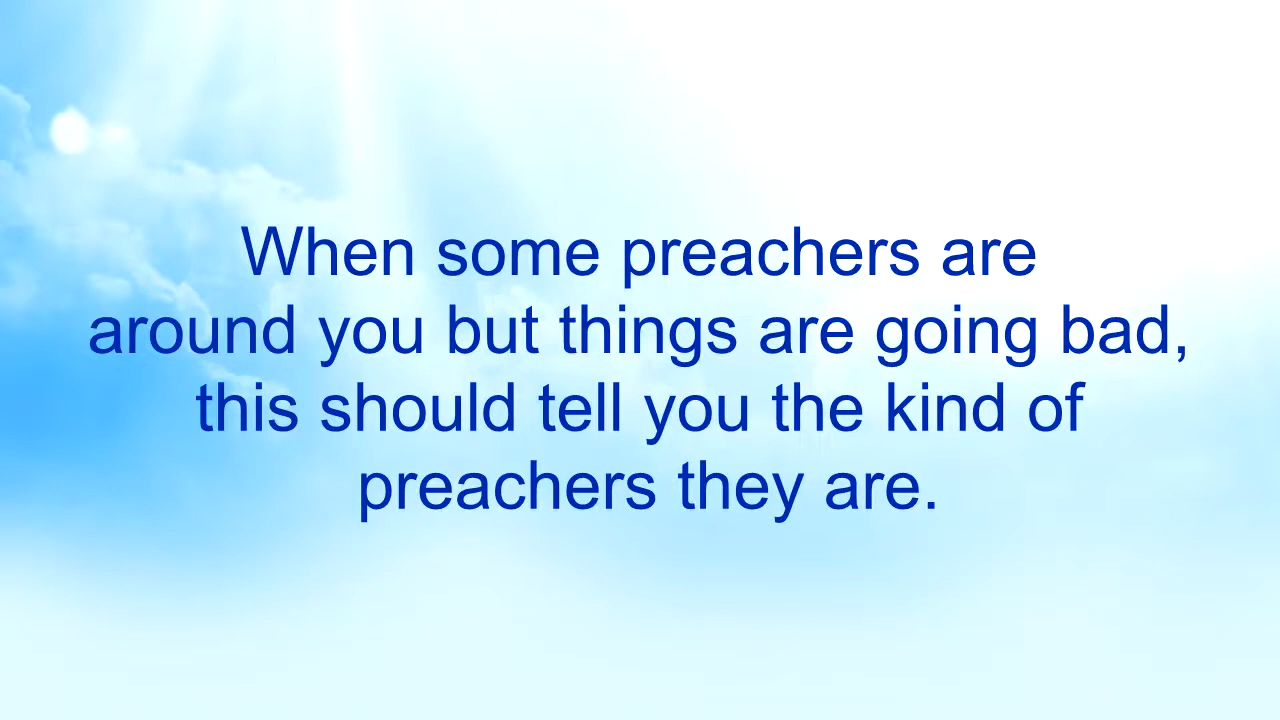 When some preachers are
around you but things are going bad,
this should tell you the kind of
preachers they are.